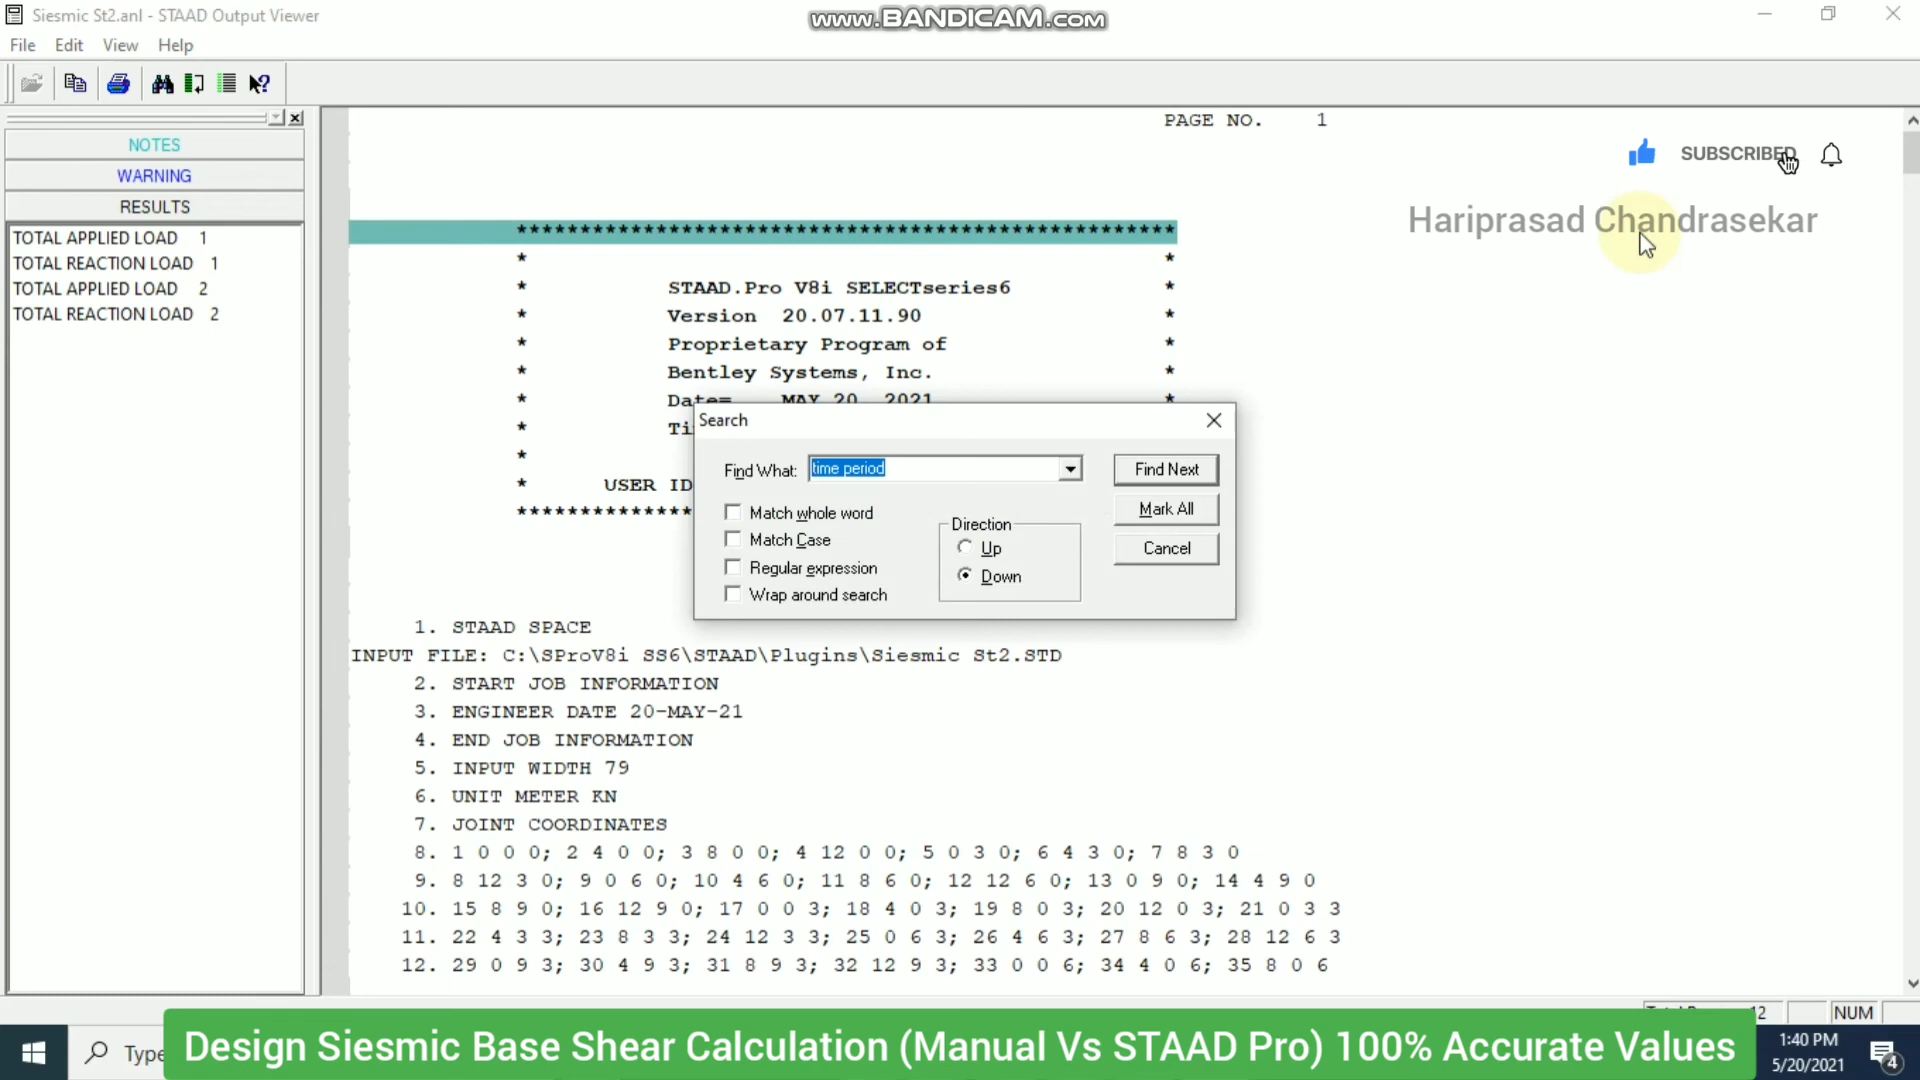 Siesmic St2.anl - STAAD Output Viewer
www.BANDICAM.com
File Edit View Help
NOTES
WARNING
RESULTS
TOTAL APPLIED LOAD 1
TOTAL REACTION LOAD 1
TOTAL APPLIED LOAD 2
TOTAL REACTION LOAD 2
PAGE NO. 1
SUBSCRIBED
Hariprasad Chandrasekar
****************************************************
* *
* STAAD.Pro V8i SELECTseries6 *
* Version 20.07.11.90 *
* Proprietary Program of *
* Bentley Systems, Inc. *
* Date= MAY 20, 2021 *
* Ti
*
* USER ID
**************
Search
Find What: time period
Find Next
Match whole word
Mark All
Match Case
Direction
Up
Cancel
Regular expression
Down
Wrap around search
1. STAAD SPACE
INPUT FILE: C:\SProV8i SS6\STAAD\Plugins\Siesmic St2.STD
2. START JOB INFORMATION
3. ENGINEER DATE 20-MAY-21
4. END JOB INFORMATION
5. INPUT WIDTH 79
6. UNIT METER KN
7. JOINT COORDINATES
8. 1 0 0 0; 2 4 0 0; 3 8 0 0; 4 12 0 0; 5 0 3 0; 6 4 3 0; 7 8 3 0
9. 8 12 3 0; 9 0 6 0; 10 4 6 0; 11 8 6 0; 12 12 6 0; 13 0 9 0; 14 4 9 0
10. 15 8 9 0; 16 12 9 0; 17 0 0 3; 18 4 0 3; 19 8 0 3; 20 12 0 3; 21 0 3 3
11. 22 4 3 3; 23 8 3 3; 24 12 3 3; 25 0 6 3; 26 4 6 3; 27 8 6 3; 28 12 6 3
12. 29 0 9 3; 30 4 9 3; 31 8 9 3; 32 12 9 3; 33 0 0 6; 34 4 0 6; 35 8 0 6
12
NUM
Type
Design Siesmic Base Shear Calculation (Manual Vs STAAD Pro) 100% Accurate Values
1:40 PM
5/20/2021
4